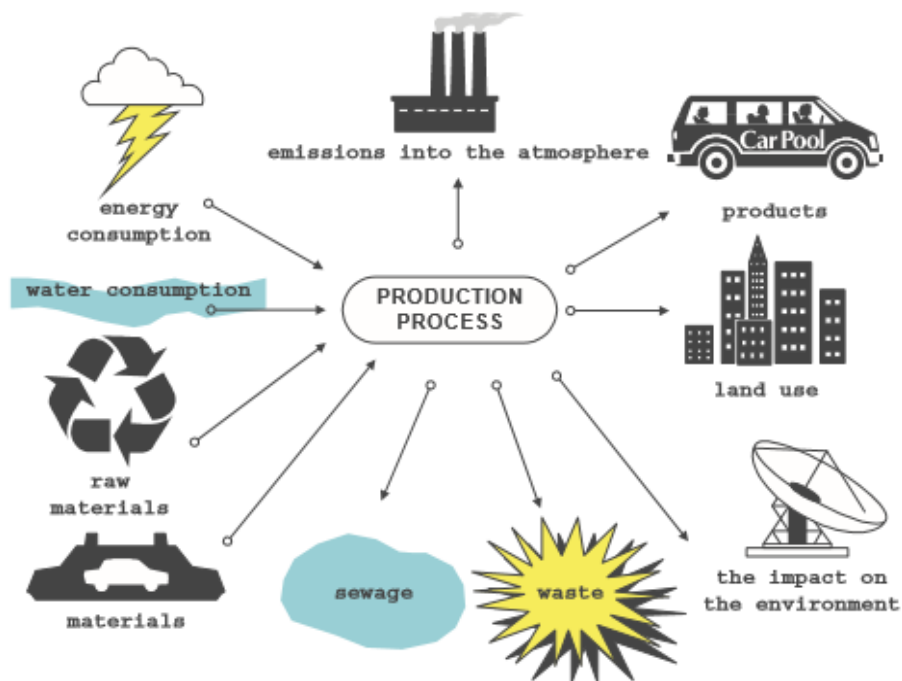 emissions into the atmosphere
Car Pool
energy
consumption
products
water consumption
PRODUCTION
PROCESS
land use
raw
materials
materials
sewage
waste
the impact on
the environment